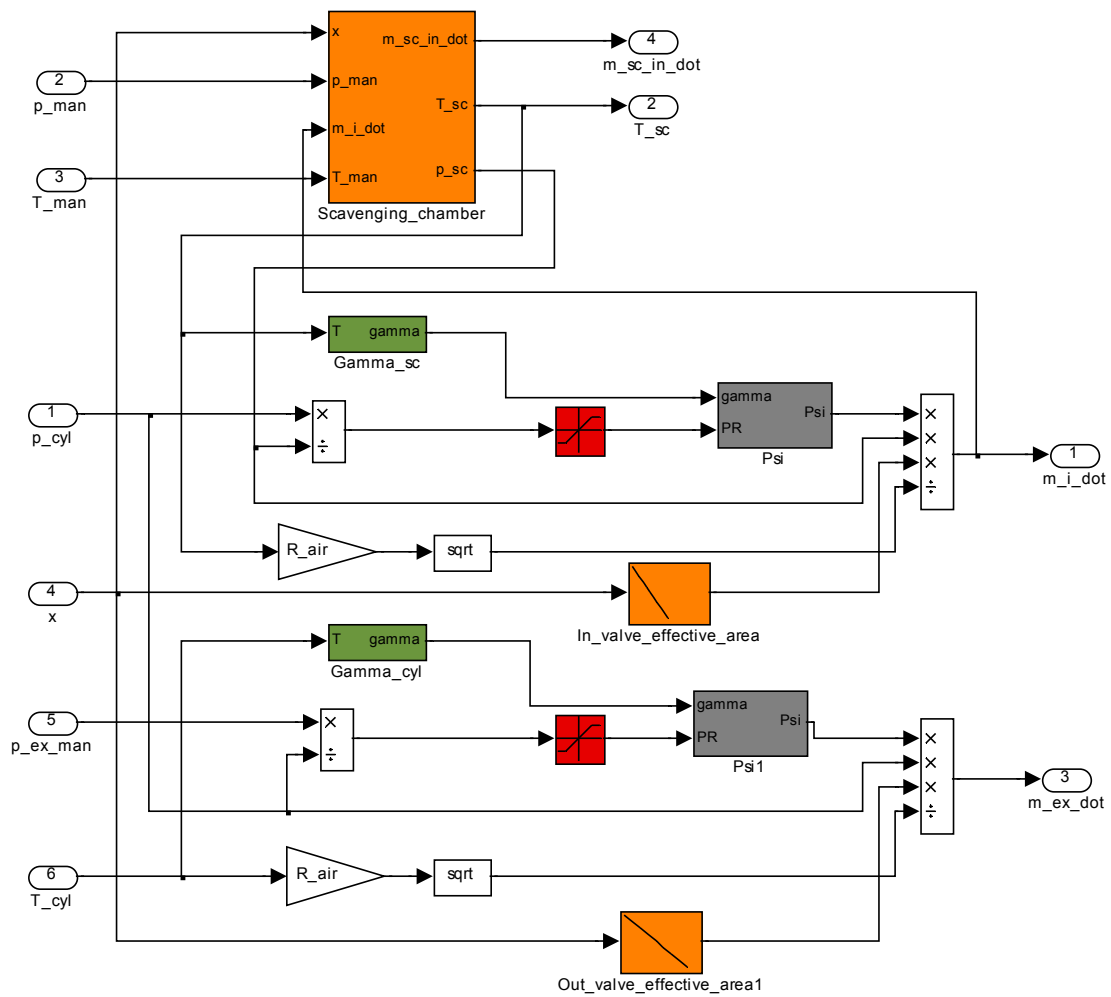 x
m_sc_in_dot
4
m_sc_in_dot
2
p_man
p_man
T_sc
2
T_sc
m_i_dot
p_sc
3
T_man
T_man
Scavenging_chamber
T gamma
Gamma_sc
gamma
Psi
PR
Psi
1
p_cyl
×
÷
×
×
×
÷
1
m_i_dot
R_air
sqrt
4
x
In_valve_effective_area
T gamma
Gamma_cyl
gamma
Psi
PR
Psi1
5
p_ex_man
×
÷
×
×
×
÷
3
m_ex_dot
6
T_cyl
R_air
sqrt
Out_valve_effective_area1